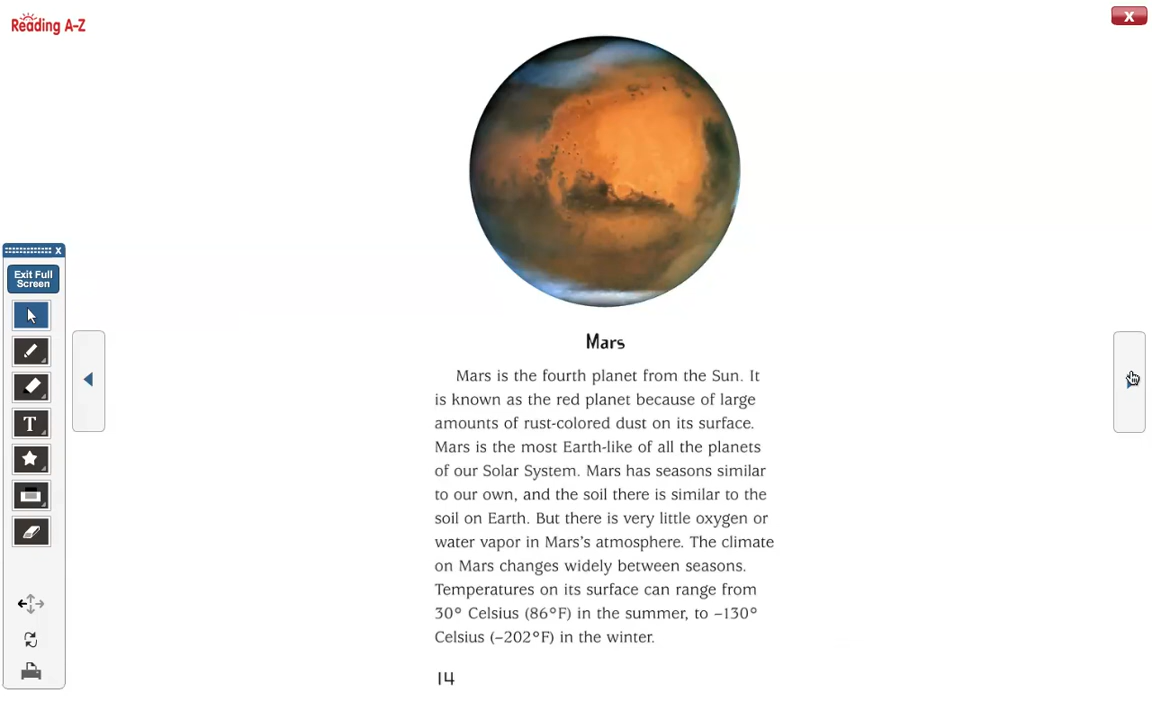 Reading A-Z
X
x
Exit Full
Screen
T
Mars
Mars is the fourth planet from the Sun. It
is known as the red planet because of large
amounts of rust-colored dust on its surface.
Mars is the most Earth-like of all the planets
of our Solar System. Mars has seasons similar
to our own, and the soil there is similar to the
soil on Earth. But there is very little oxygen or
water vapor in Mars's atmosphere. The climate
on Mars changes widely between seasons.
Temperatures on its surface can range from
30° Celsius (86°F) in the summer, to –130°
Celsius (–202°F) in the winter.
14